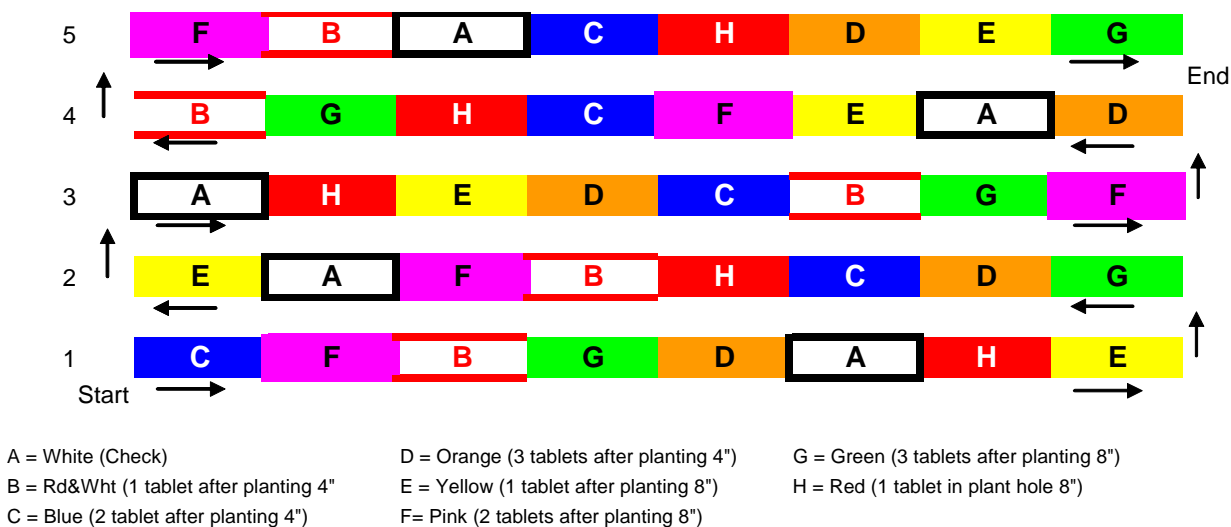 5 F B A C H D E G
End
4 B G H C F E A D
3 A H E D C B G F
2 E A F B H C D G
1 C F B G D A H E
Start
A = White (Check) D = Orange (3 tablets after planting 4") G = Green (3 tablets after planting 8")
B = Rd&Wht (1 tablet after planting 4" E = Yellow (1 tablet after planting 8") H = Red (1 tablet in plant hole 8")
C = Blue (2 tablet after planting 4") F= Pink (2 tablets after planting 8")